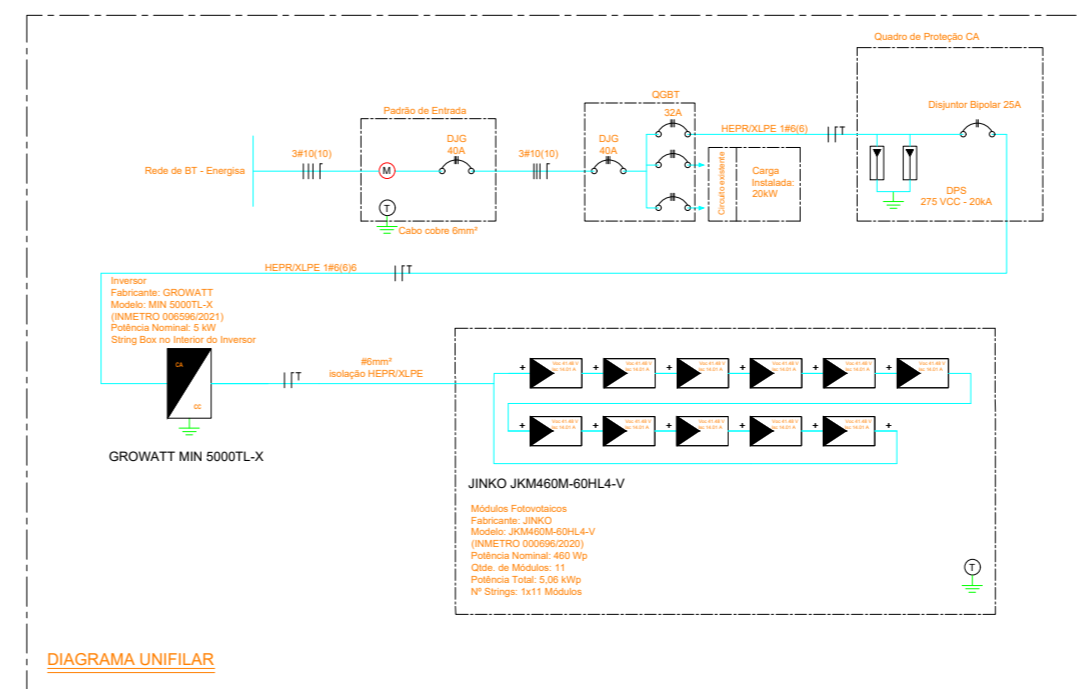 Quadro de Proteção CA
QGBT
Padrão de Entrada
32A
Disjuntor Bipolar 25A
HEPR/XLPE 1#6(6)
DJG
40A
DJG
40A
3#10(10)
3#10(10)
Rede de BT - Energisa
M
T
Cabo cobre 6mm²
Circuito existente
Carga
Instalada:
20kW
DPS
275 VCC - 20kA
HEPR/XLPE 1#6(6)6
Inversor
Fabricante: GROWATT
Modelo: MIN 5000TL-X
(INMETRO 006596/2021)
Potência Nominal: 5 kW
String Box no Interior do Inversor
CA
CC
GROWATT MIN 5000TL-X
#6mm²
isolação HEPR/XLPE
+ + + + + +
+ + + + + +
JINKO JKM460M-60HL4-V
Módulos Fotovotaicos
Fabricante: JINKO
Modelo: JKM460M-60HL4-V
(INMETRO 000696/2020)
Potência Nominal: 460 Wp
Qtde. de Módulos: 11
Potência Total: 5,06 kWp
Nº Strings: 1x11 Módulos
T
DIAGRAMA UNIFILAR